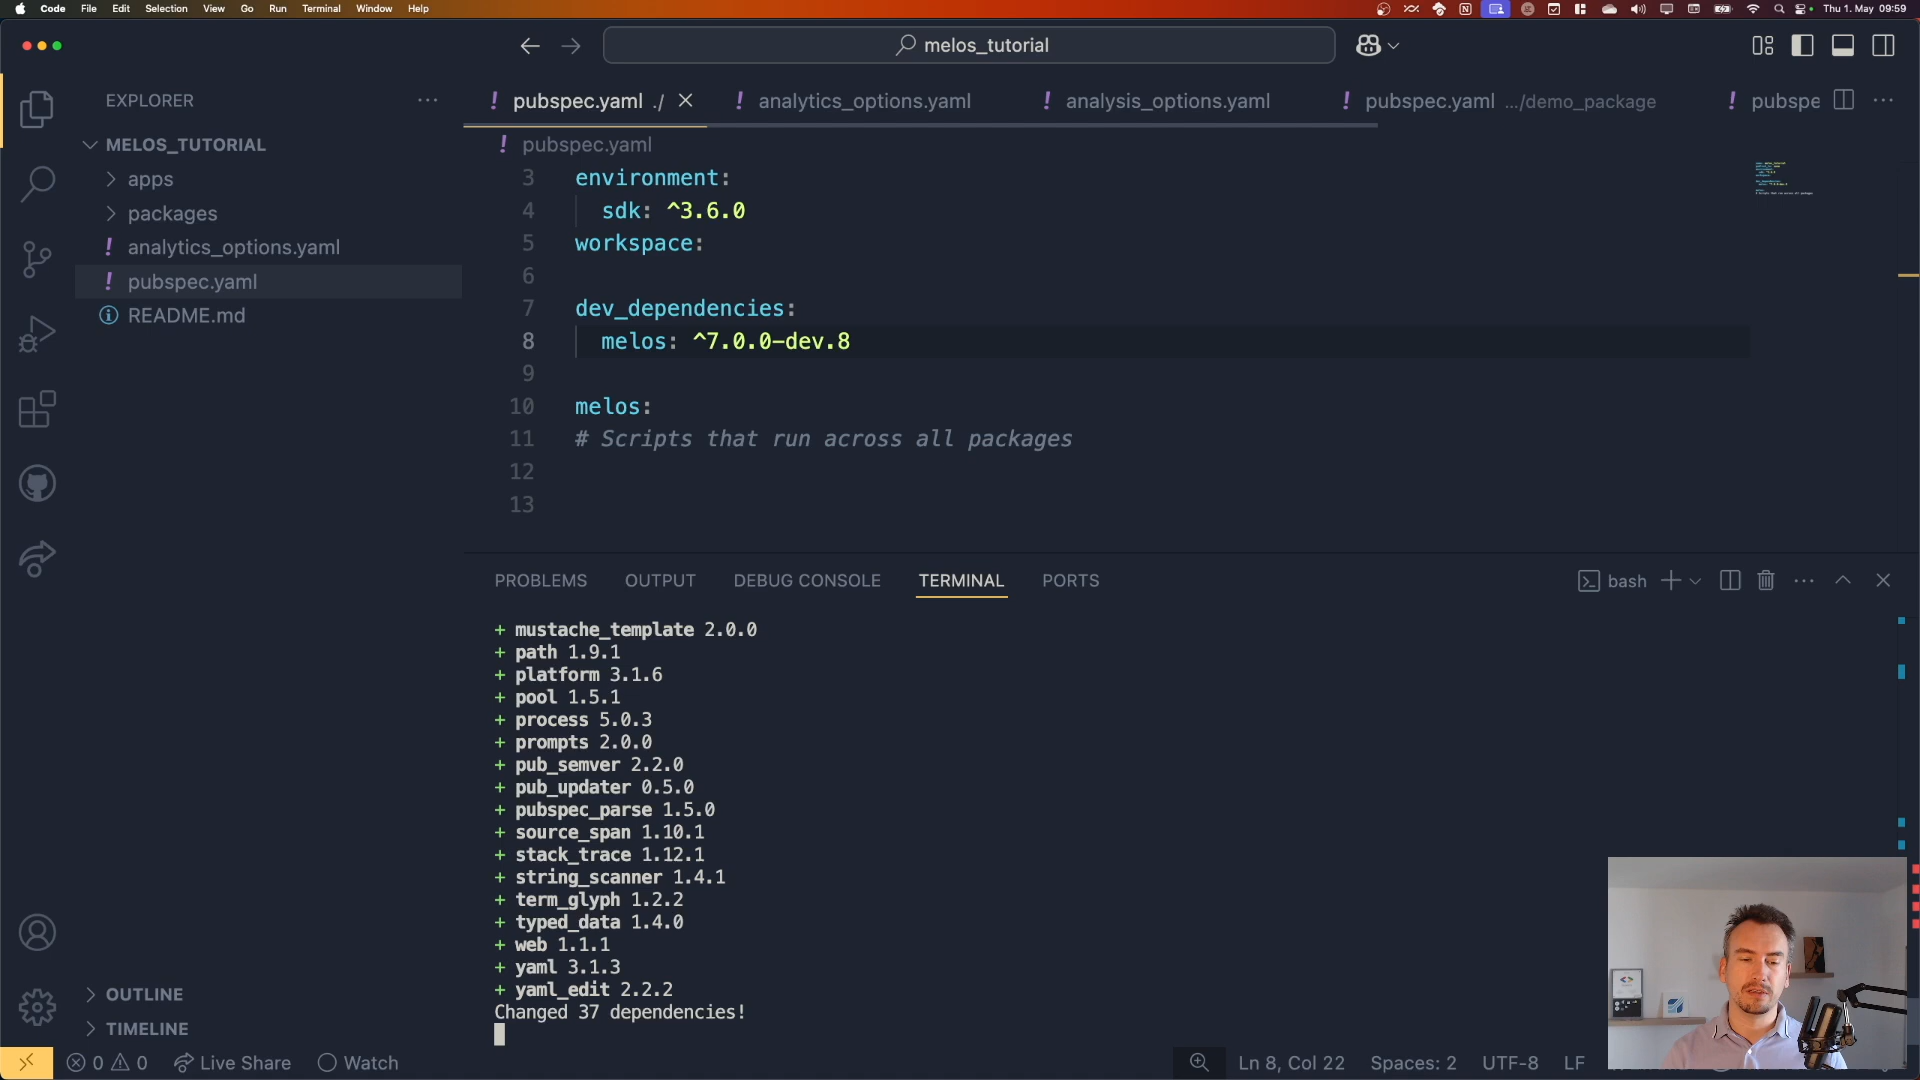 Code File Edit Selection View Go Run Terminal Window Help
Thu 1. May 09:59
melos_tutorial
EXPLORER
MELOS_TUTORIAL
apps
packages
! analytics_options.yaml
! pubspec.yaml
README.md
OUTLINE
TIMELINE
! pubspec.yaml ./
! analytics_options.yaml
! analysis_options.yaml
! pubspec.yaml .../demo_package
! pubspe
! pubspec.yaml
3 environment:
4 sdk: ^3.6.0
5 workspace:
6
7 dev_dependencies:
8 melos: ^7.0.0-dev.8
9
10 melos:
11 # Scripts that run across all packages
12
13
PROBLEMS OUTPUT DEBUG CONSOLE TERMINAL PORTS
bash
+ mustache_template 2.0.0
+ path 1.9.1
+ platform 3.1.6
+ pool 1.5.1
+ process 5.0.3
+ prompts 2.0.0
+ pub_semver 2.2.0
+ pub_updater 0.5.0
+ pubspec_parse 1.5.0
+ source_span 1.10.1
+ stack_trace 1.12.1
+ string_scanner 1.4.1
+ term_glyph 1.2.2
+ typed_data 1.4.0
+ web 1.1.1
+ yaml 3.1.3
+ yaml_edit 2.2.2
Changed 37 dependencies!
0 0 Live Share Watch
Ln 8, Col 22 Spaces: 2 UTF-8 LF